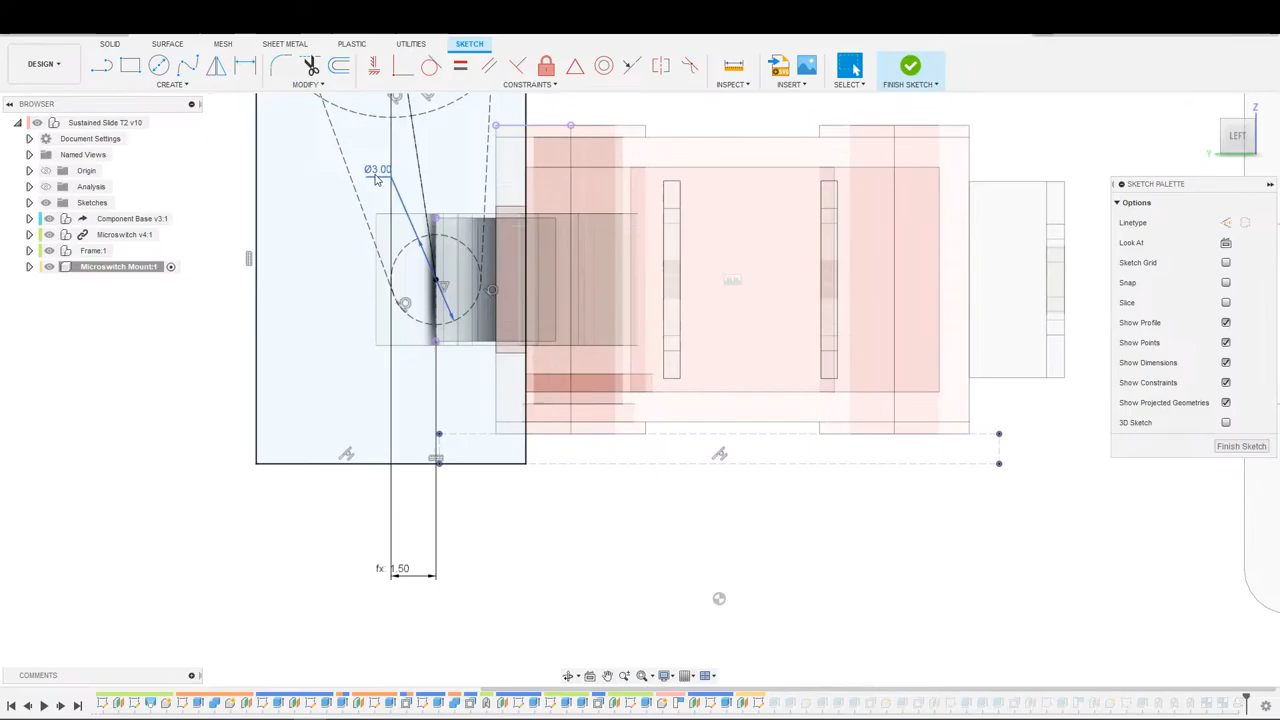 SOLID SURFACE MESH SHEET METAL PLASTIC UTILITIES SKETCH
DESIGN
CREATE MODIFY CONSTRAINTS INSPECT INSERT SELECT FINISH SKETCH
BROWSER
Sustained Slide T2 v10
Document Settings
Named Views
Origin
Analysis
Sketches
Component Base v3:1
Microswitch v4:1
Frame:1
Microswitch Mount:1
Ø3.00
fx: 1.50
Z
LEFT
Y
SKETCH PALETTE
Options
Linetype
Look At
Sketch Grid
Snap
Slice
Show Profile
Show Points
Show Dimensions
Show Constraints
Show Projected Geometries
3D Sketch
Finish Sketch
COMMENTS